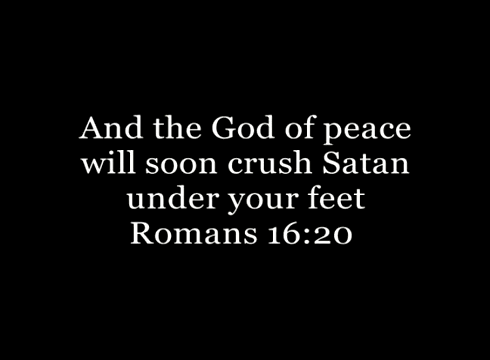 And the God of peace
will soon crush Satan
under your feet
Romans 16:20